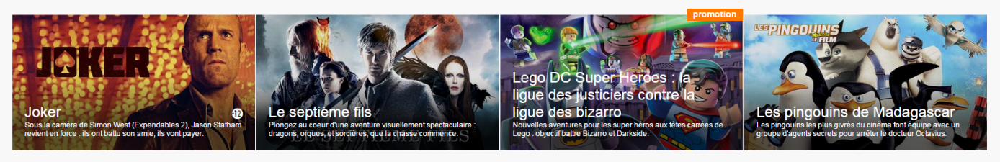 promotion
JOKER
Joker
-12
Sous la caméra de Simon West (Expendables 2), Jason Statham
revient en force : ils ont battu son amie, ils vont payer.
Le septième fils
Plongez au coeur d'une aventure visuellement spectaculaire :
dragons, orques, et sorcières, que la chasse commence.
LE SEPTIÈME FILS
Lego DC Super Heroes : la
ligue des justiciers contre la
ligue des bizarro
Nouvelles aventures pour les super héros aux têtes carrées de
Lego : objectif battre Bizarro et Darkside.
LES PINGOUINS
LE FILM
Les pingouins de Madagascar
Les pingouins les plus givrés du cinéma font équipe avec un
groupe d'agents secrets pour arrêter le docteur Octavius.